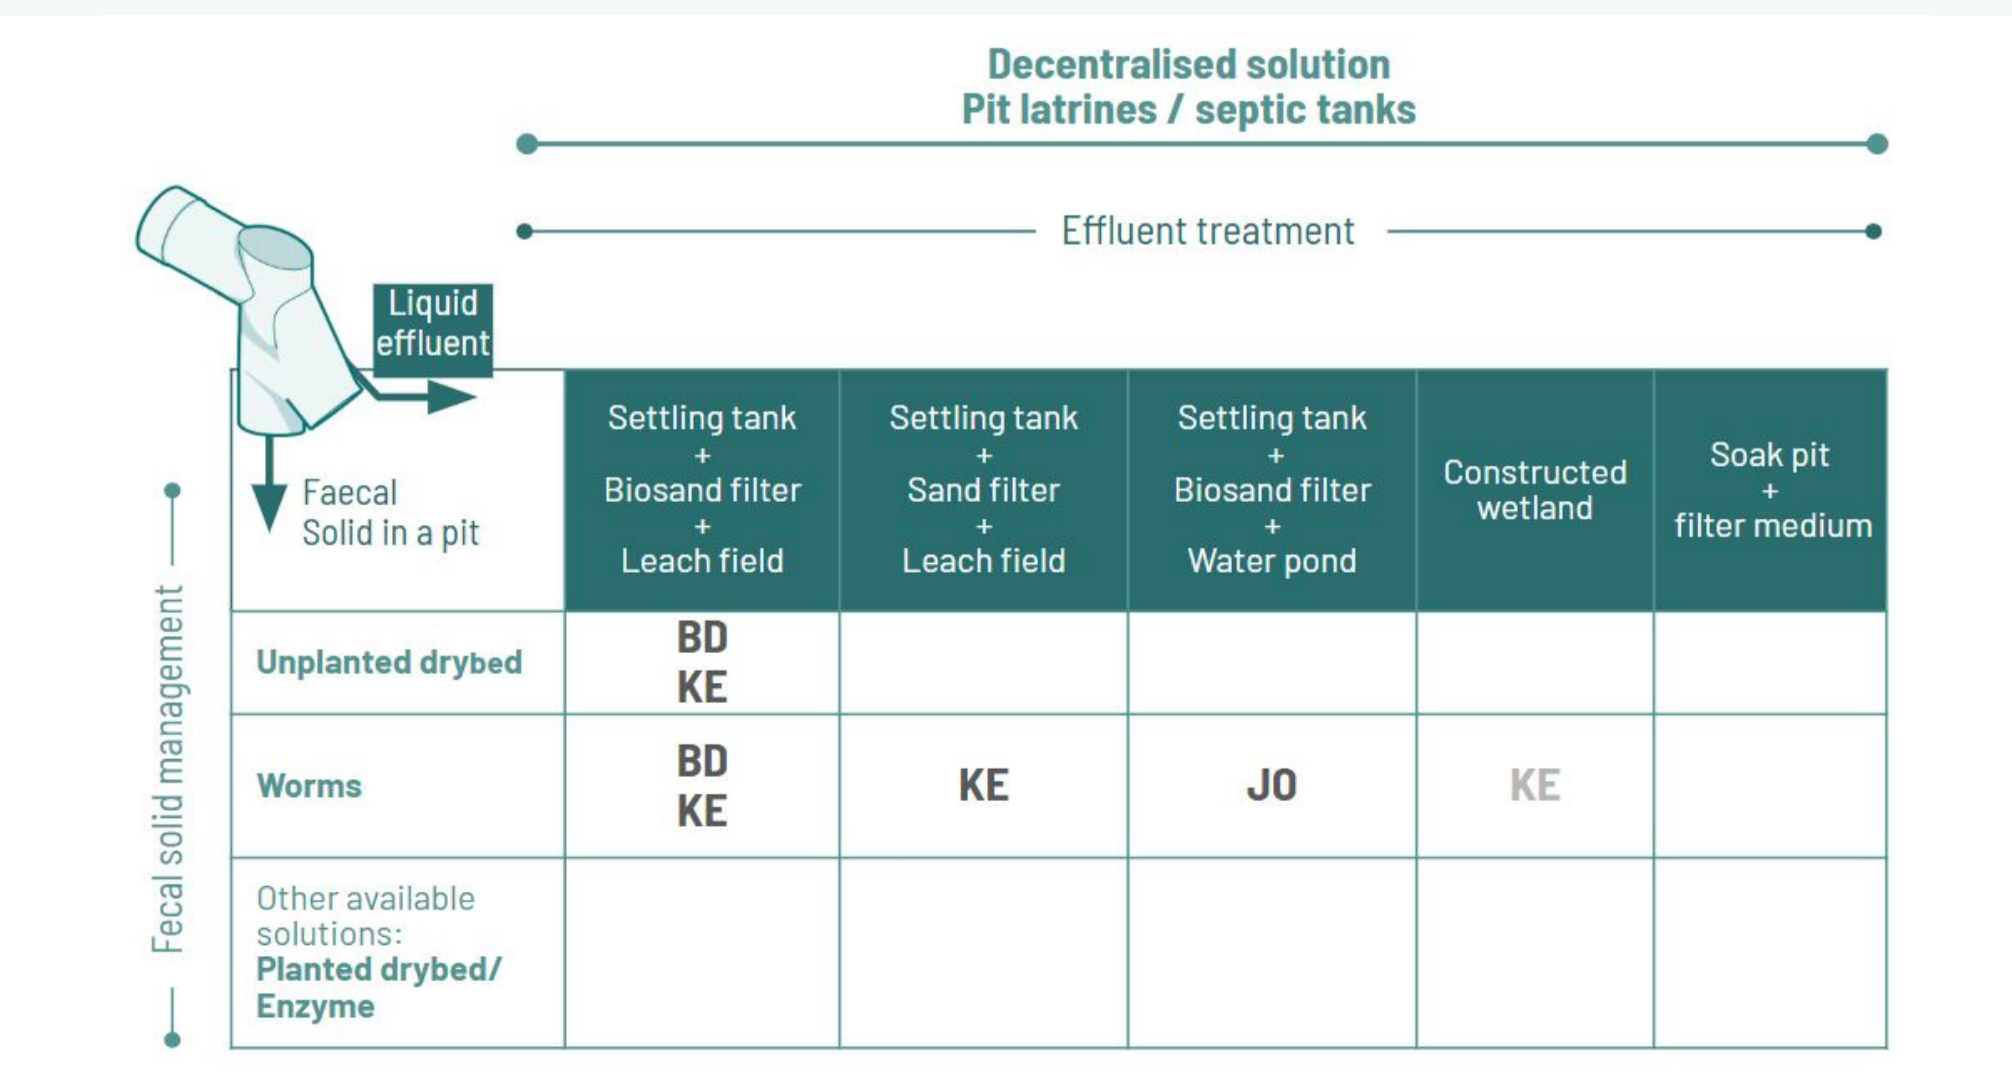 Decentralised solution
Pit latrines / septic tanks
Effluent treatment
Liquid
effluent
Faecal
Solid in a pit
Settling tank
+
Biosand filter
+
Leach field
Settling tank
+
Sand filter
+
Leach field
Settling tank
+
Biosand filter
+
Water pond
Constructed
wetland
Soak pit
+
filter medium
Fecal solid management
Unplanted drybed
BD
KE
Worms
BD
KE
KE
JO
KE
Other available
solutions:
Planted drybed/
Enzyme